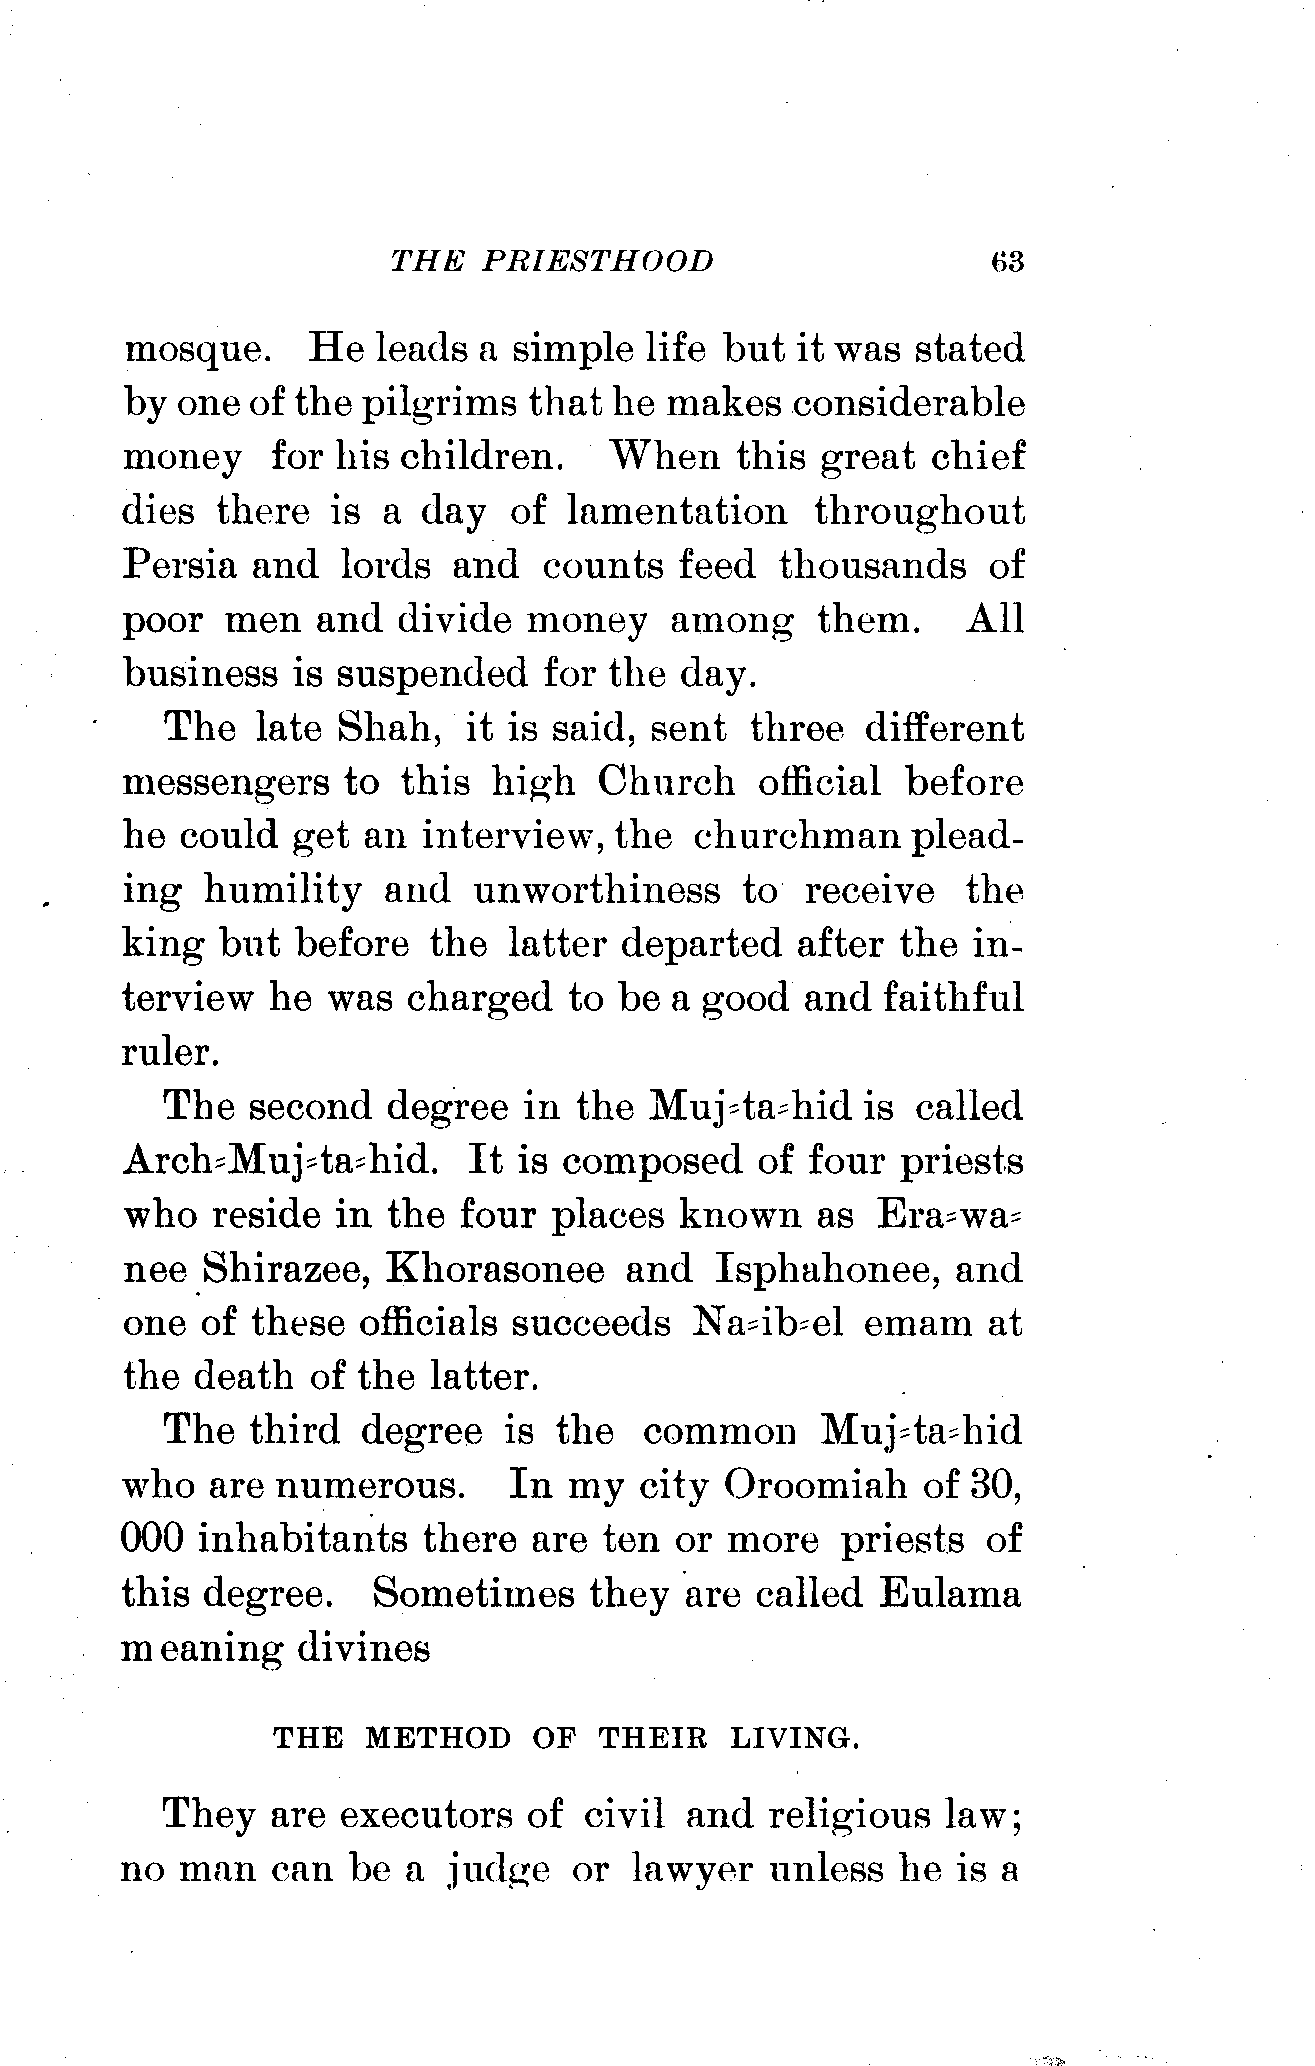 THE PRIESTHOOD 63
mosque. He leads a simple life but it was stated
by one of the pilgrims that he makes considerable
money for his children. When this great chief
dies there is a day of lamentation throughout
Persia and lords and counts feed thousands of
poor men and divide money among them. All
business is suspended for the day.
The late Shah, it is said, sent three different
messengers to this high Church official before
he could get an interview, the churchman plead-
ing humility and unworthiness to receive the
king but before the latter departed after the in-
terview he was charged to be a good and faithful
ruler.
The second degree in the Muj-ta-hid is called
Arch-Muj-ta-hid. It is composed of four priests
who reside in the four places known as Era-wa-
nee Shirazee, Khorasonee and Isphahonee, and
one of these officials succeeds Na-ib-el emam at
the death of the latter.
The third degree is the common Muj-ta-hid
who are numerous. In my city Oroomiah of 30,
000 inhabitants there are ten or more priests of
this degree. Sometimes they are called Eulama
meaning divines
THE METHOD OF THEIR LIVING.
They are executors of civil and religious law;
no man can be a judge or lawyer unless he is a